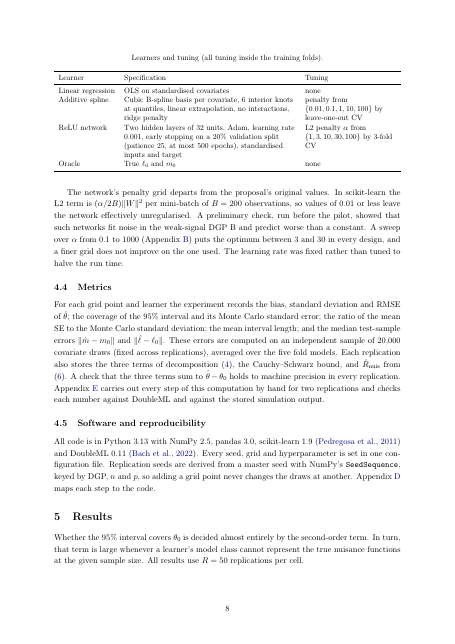 Learners and tuning (all tuning inside the training folds).
Learner Specification Tuning
Linear regression OLS on standardised covariates none
Additive spline Cubic B-spline basis per covariate, 6 interior knots penalty from
at quantiles, linear extrapolation, no interactions, {0.01, 0.1, 1, 10, 100} by
ridge penalty leave-one-out CV
ReLU network Two hidden layers of 32 units, Adam, learning rate L2 penalty α from
0.001, early stopping on a 20% validation split {1, 3, 10, 30, 100} by 3-fold
(patience 25, at most 500 epochs), standardised CV
inputs and target
Oracle True ℓ₀ and m₀ none
The network's penalty grid departs from the proposal's original values. In scikit-learn the
L2 term is (α/2B)‖W‖² per mini-batch of B = 200 observations, so values of 0.01 or less leave
the network effectively unregularised. A preliminary check, run before the pilot, showed that
such networks fit noise in the weak-signal DGP B and predict worse than a constant. A sweep
over α from 0.1 to 1000 (Appendix B) puts the optimum between 3 and 30 in every design, and
a finer grid does not improve on the one used. The learning rate was fixed rather than tuned to
halve the run time.
4.4 Metrics
For each grid point and learner the experiment records the bias, standard deviation and RMSE
of θ̂; the coverage of the 95% interval and its Monte Carlo standard error; the ratio of the mean
SE to the Monte Carlo standard deviation; the mean interval length; and the median test-sample
errors ‖m̂ − m₀‖ and ‖ℓ̂ − ℓ₀‖. These errors are computed on an independent sample of 20,000
covariate draws (fixed across replications), averaged over the five fold models. Each replication
also stores the three terms of decomposition (4), the Cauchy–Schwarz bound, and R̂ₘᵢₙ from
(6). A check that the three terms sum to θ̂ − θ₀ holds to machine precision in every replication.
Appendix E carries out every step of this computation by hand for two replications and checks
each number against DoubleML and against the stored simulation output.
4.5 Software and reproducibility
All code is in Python 3.13 with NumPy 2.5, pandas 3.0, scikit-learn 1.9 (Pedregosa et al., 2011)
and DoubleML 0.11 (Bach et al., 2022). Every seed, grid and hyperparameter is set in one con-
figuration file. Replication seeds are derived from a master seed with NumPy's SeedSequence,
keyed by DGP, n and p, so adding a grid point never changes the draws at another. Appendix D
maps each step to the code.
5 Results
Whether the 95% interval covers θ₀ is decided almost entirely by the second-order term. In turn,
that term is large whenever a learner's model class cannot represent the true nuisance functions
at the given sample size. All results use R = 50 replications per cell.
8